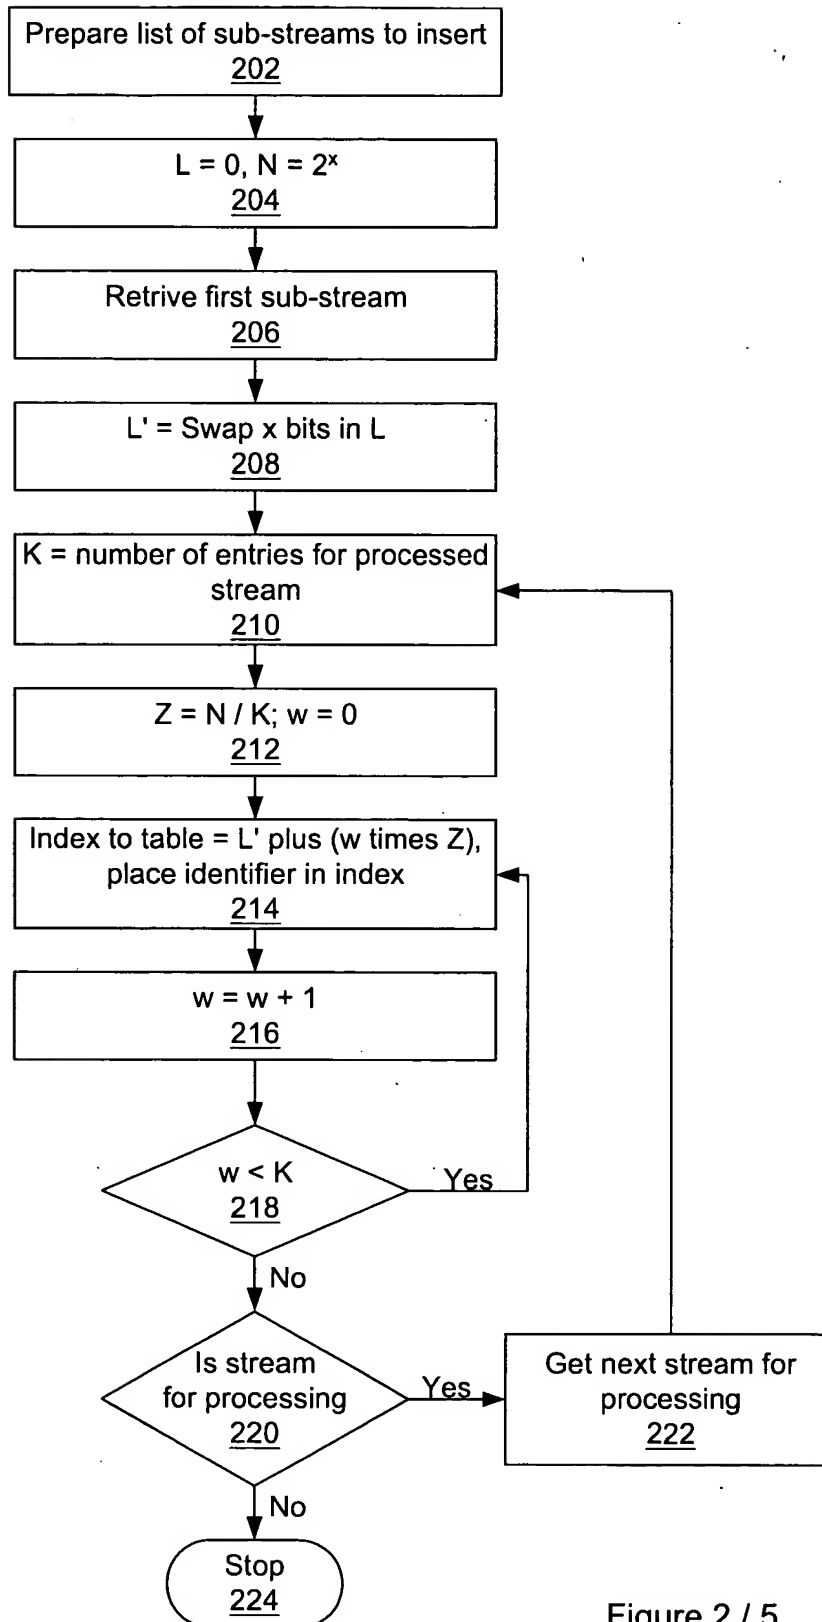 Prepare list of sub-streams to insert
202
L = 0, N = 2ˣ
204
Retrive first sub-stream
206
L' = Swap x bits in L
208
K = number of entries for processed
stream
210
Z = N / K; w = 0
212
Index to table = L' plus (w times Z),
place identifier in index
214
w = w + 1
216
w < K
218
Yes
No
Is stream
for processing
220
Yes
Get next stream for
processing
222
No
Stop
224
Figure 2 / 5